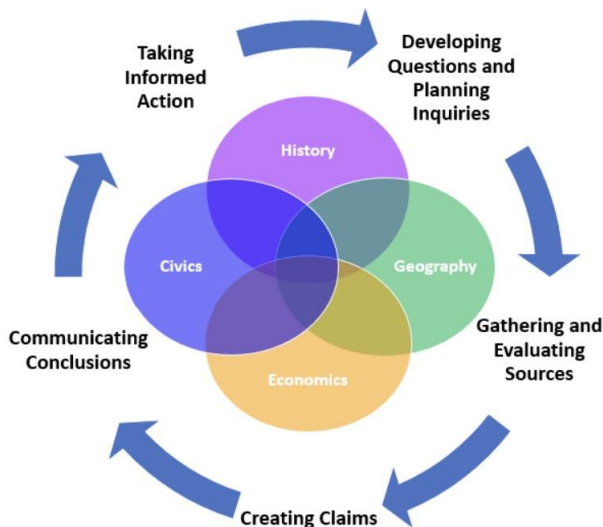 Taking
Informed
Action
Developing
Questions and
Planning
Inquiries
History
Civics
Geography
Economics
Gathering and
Evaluating
Sources
Communicating
Conclusions
Creating Claims